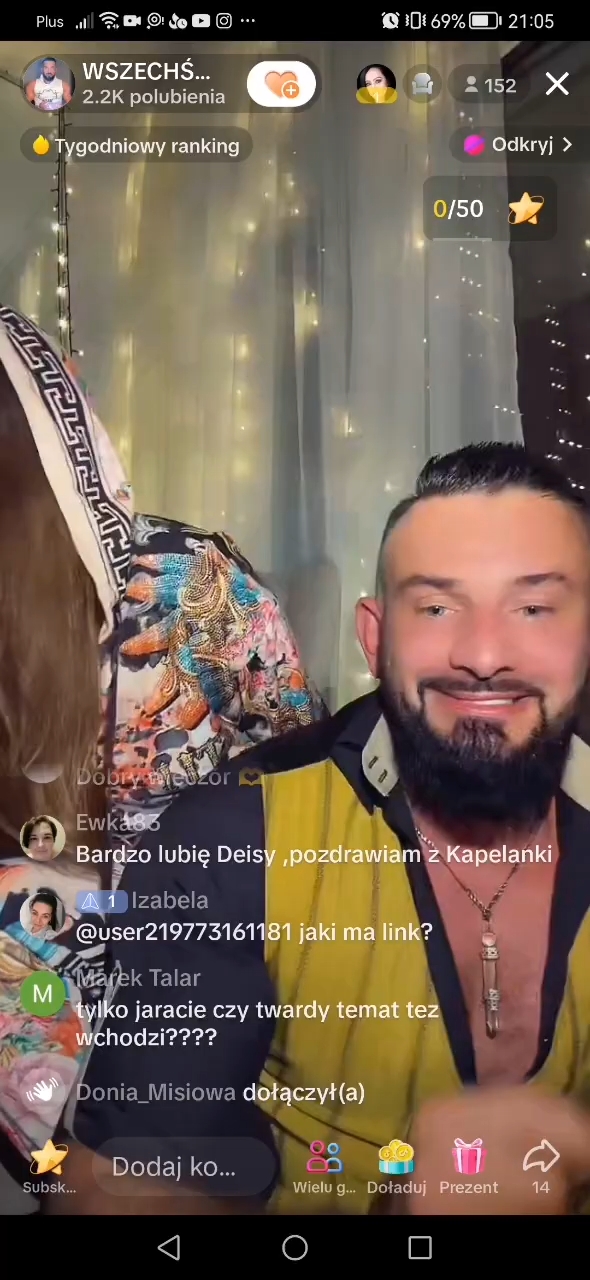 Plus 69% 21:05
WSZECHŚ...
2.2K polubienia
152
Tygodniowy ranking
Odkryj >
0/50
Dobry wieczór
Ewka83
Bardzo lubię Deisy ,pozdrawiam z Kapelanki
1 Izabela
@user219773161181 jaki ma link?
M
Marek Talar
tylko jaracie czy twardy temat tez
wchodzi????
Donia_Misiowa dołączył(a)
Subsk...
Dodaj ko...
Wielu g...
Doładuj
Prezent
14